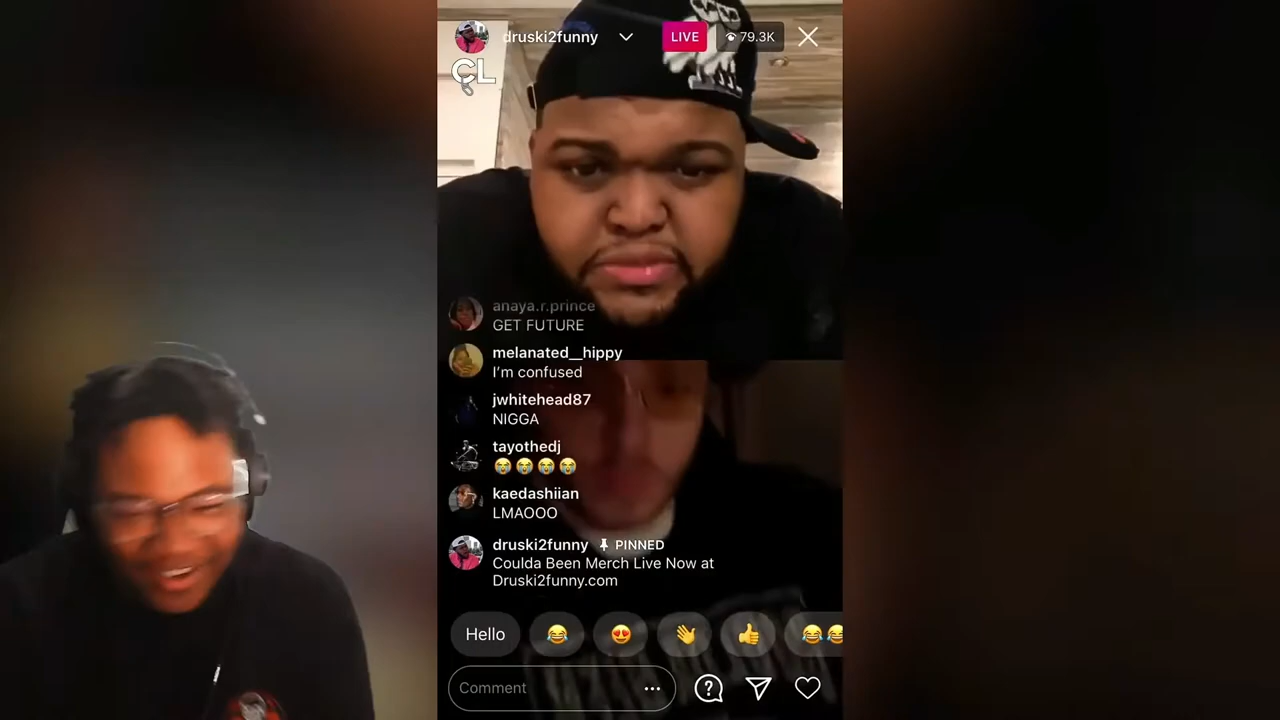 druski2funny
LIVE
79.3K
CL
anaya.r.prince
GET FUTURE
melanated__hippy
I'm confused
jwhitehead87
NIGGA
tayothedj
😭😭😭😭
kaedashiian
LMAOOO
druski2funny PINNED
Coulda Been Merch Live Now at
Druski2funny.com
Hello 😂 😍 👋 👍 😂😂
Comment